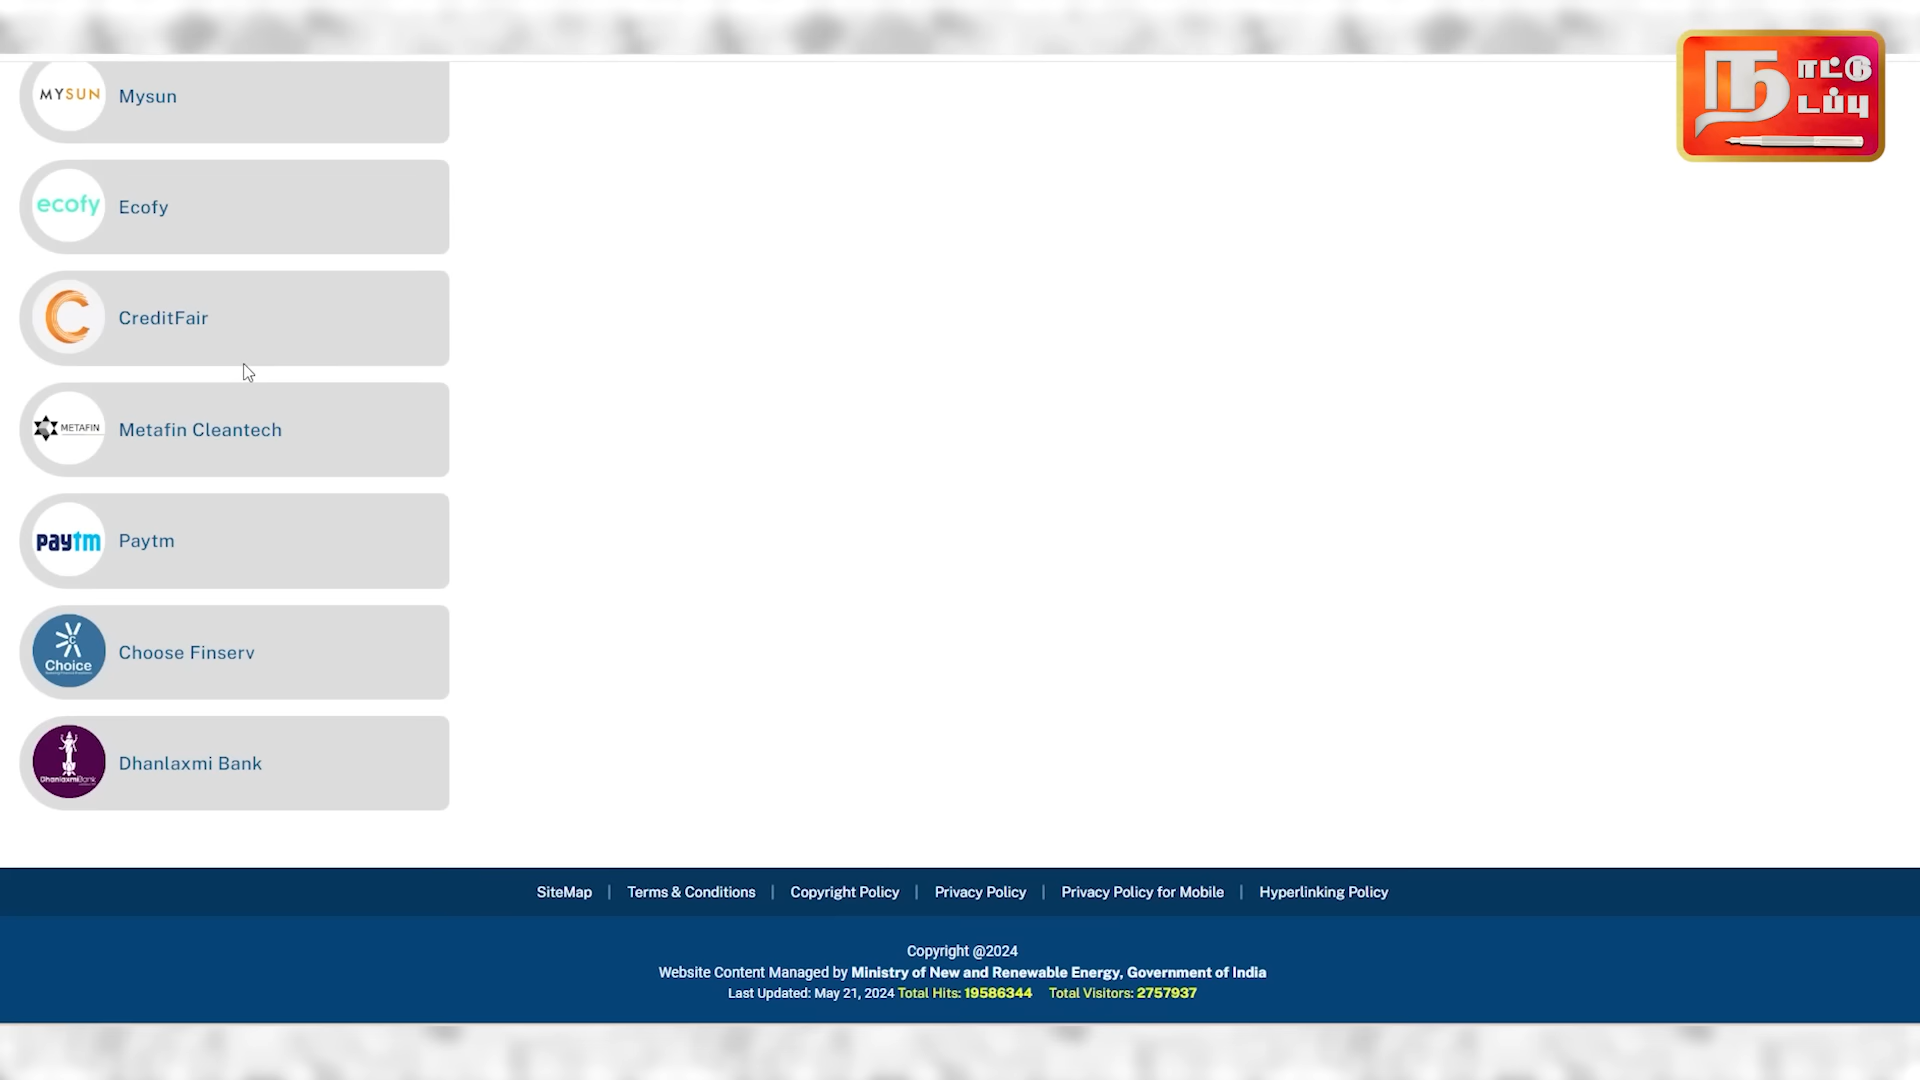 MYSUN Mysun
நாட்டு
நடப்பு
ecofy Ecofy
CreditFair
METAFIN Metafin Cleantech
paytm Paytm
Choice Choose Finserv
DhanlaxmiBank Dhanlaxmi Bank
SiteMap | Terms & Conditions | Copyright Policy | Privacy Policy | Privacy Policy for Mobile | Hyperlinking Policy
Copyright @2024
Website Content Managed by Ministry of New and Renewable Energy, Government of India
Last Updated: May 21, 2024 Total Hits: 19586344 Total Visitors: 2757937